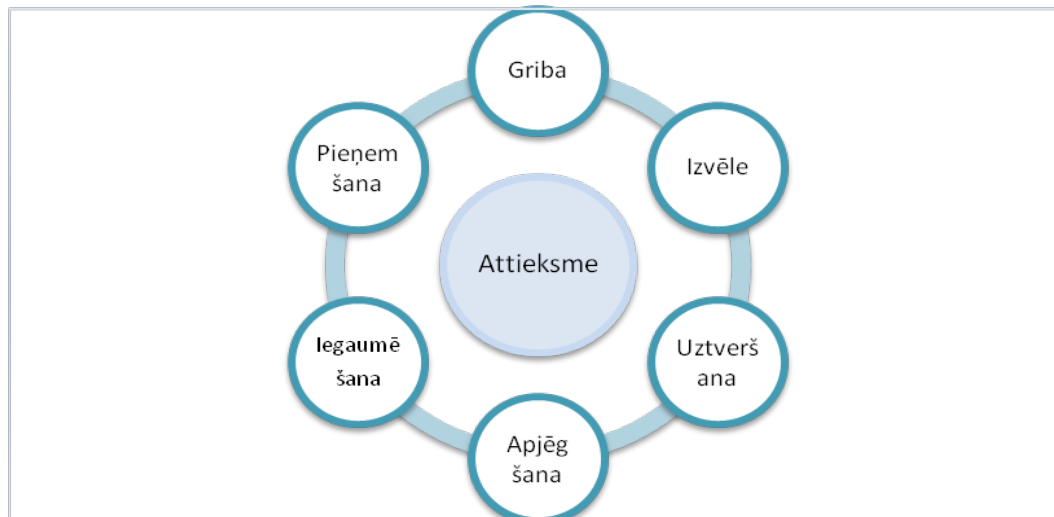 Griba
Izvēle
Uztverš
ana
Apjēg
šana
Iegaumē
šana
Pieņem
šana
Attieksme